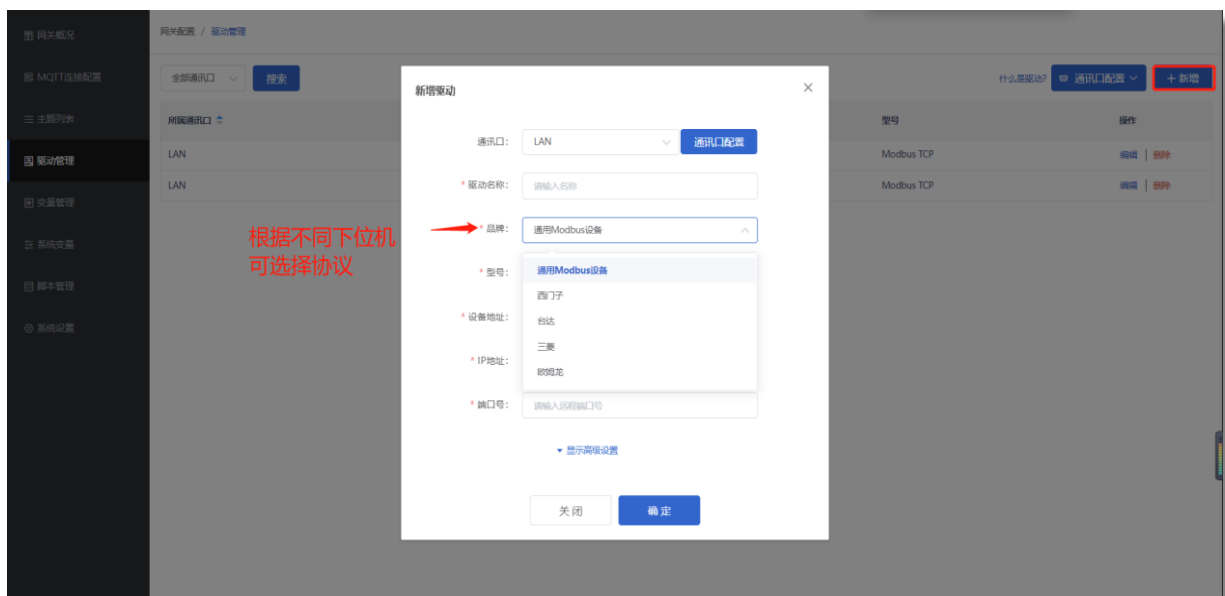 网关概况
网关配置 / 驱动管理
MQTT连接配置
全部通讯口
搜索
什么是驱动?
通讯口配置
+ 新增
新增驱动
主题列表
所属通讯口
型号
操作
通讯口:
LAN
通讯口配置
驱动管理
LAN
Modbus TCP
编辑 | 删除
LAN
Modbus TCP
编辑 | 删除
* 驱动名称:
请输入名称
变量管理
* 品牌:
通用Modbus设备
根据不同下位机
可选择协议
系统变量
* 型号:
通用Modbus设备
西门子
脚本管理
* 设备地址:
台达
系统设置
三菱
* IP地址:
欧姆龙
* 端口号:
请输入远程端口号
显示高级设置
关闭
确定